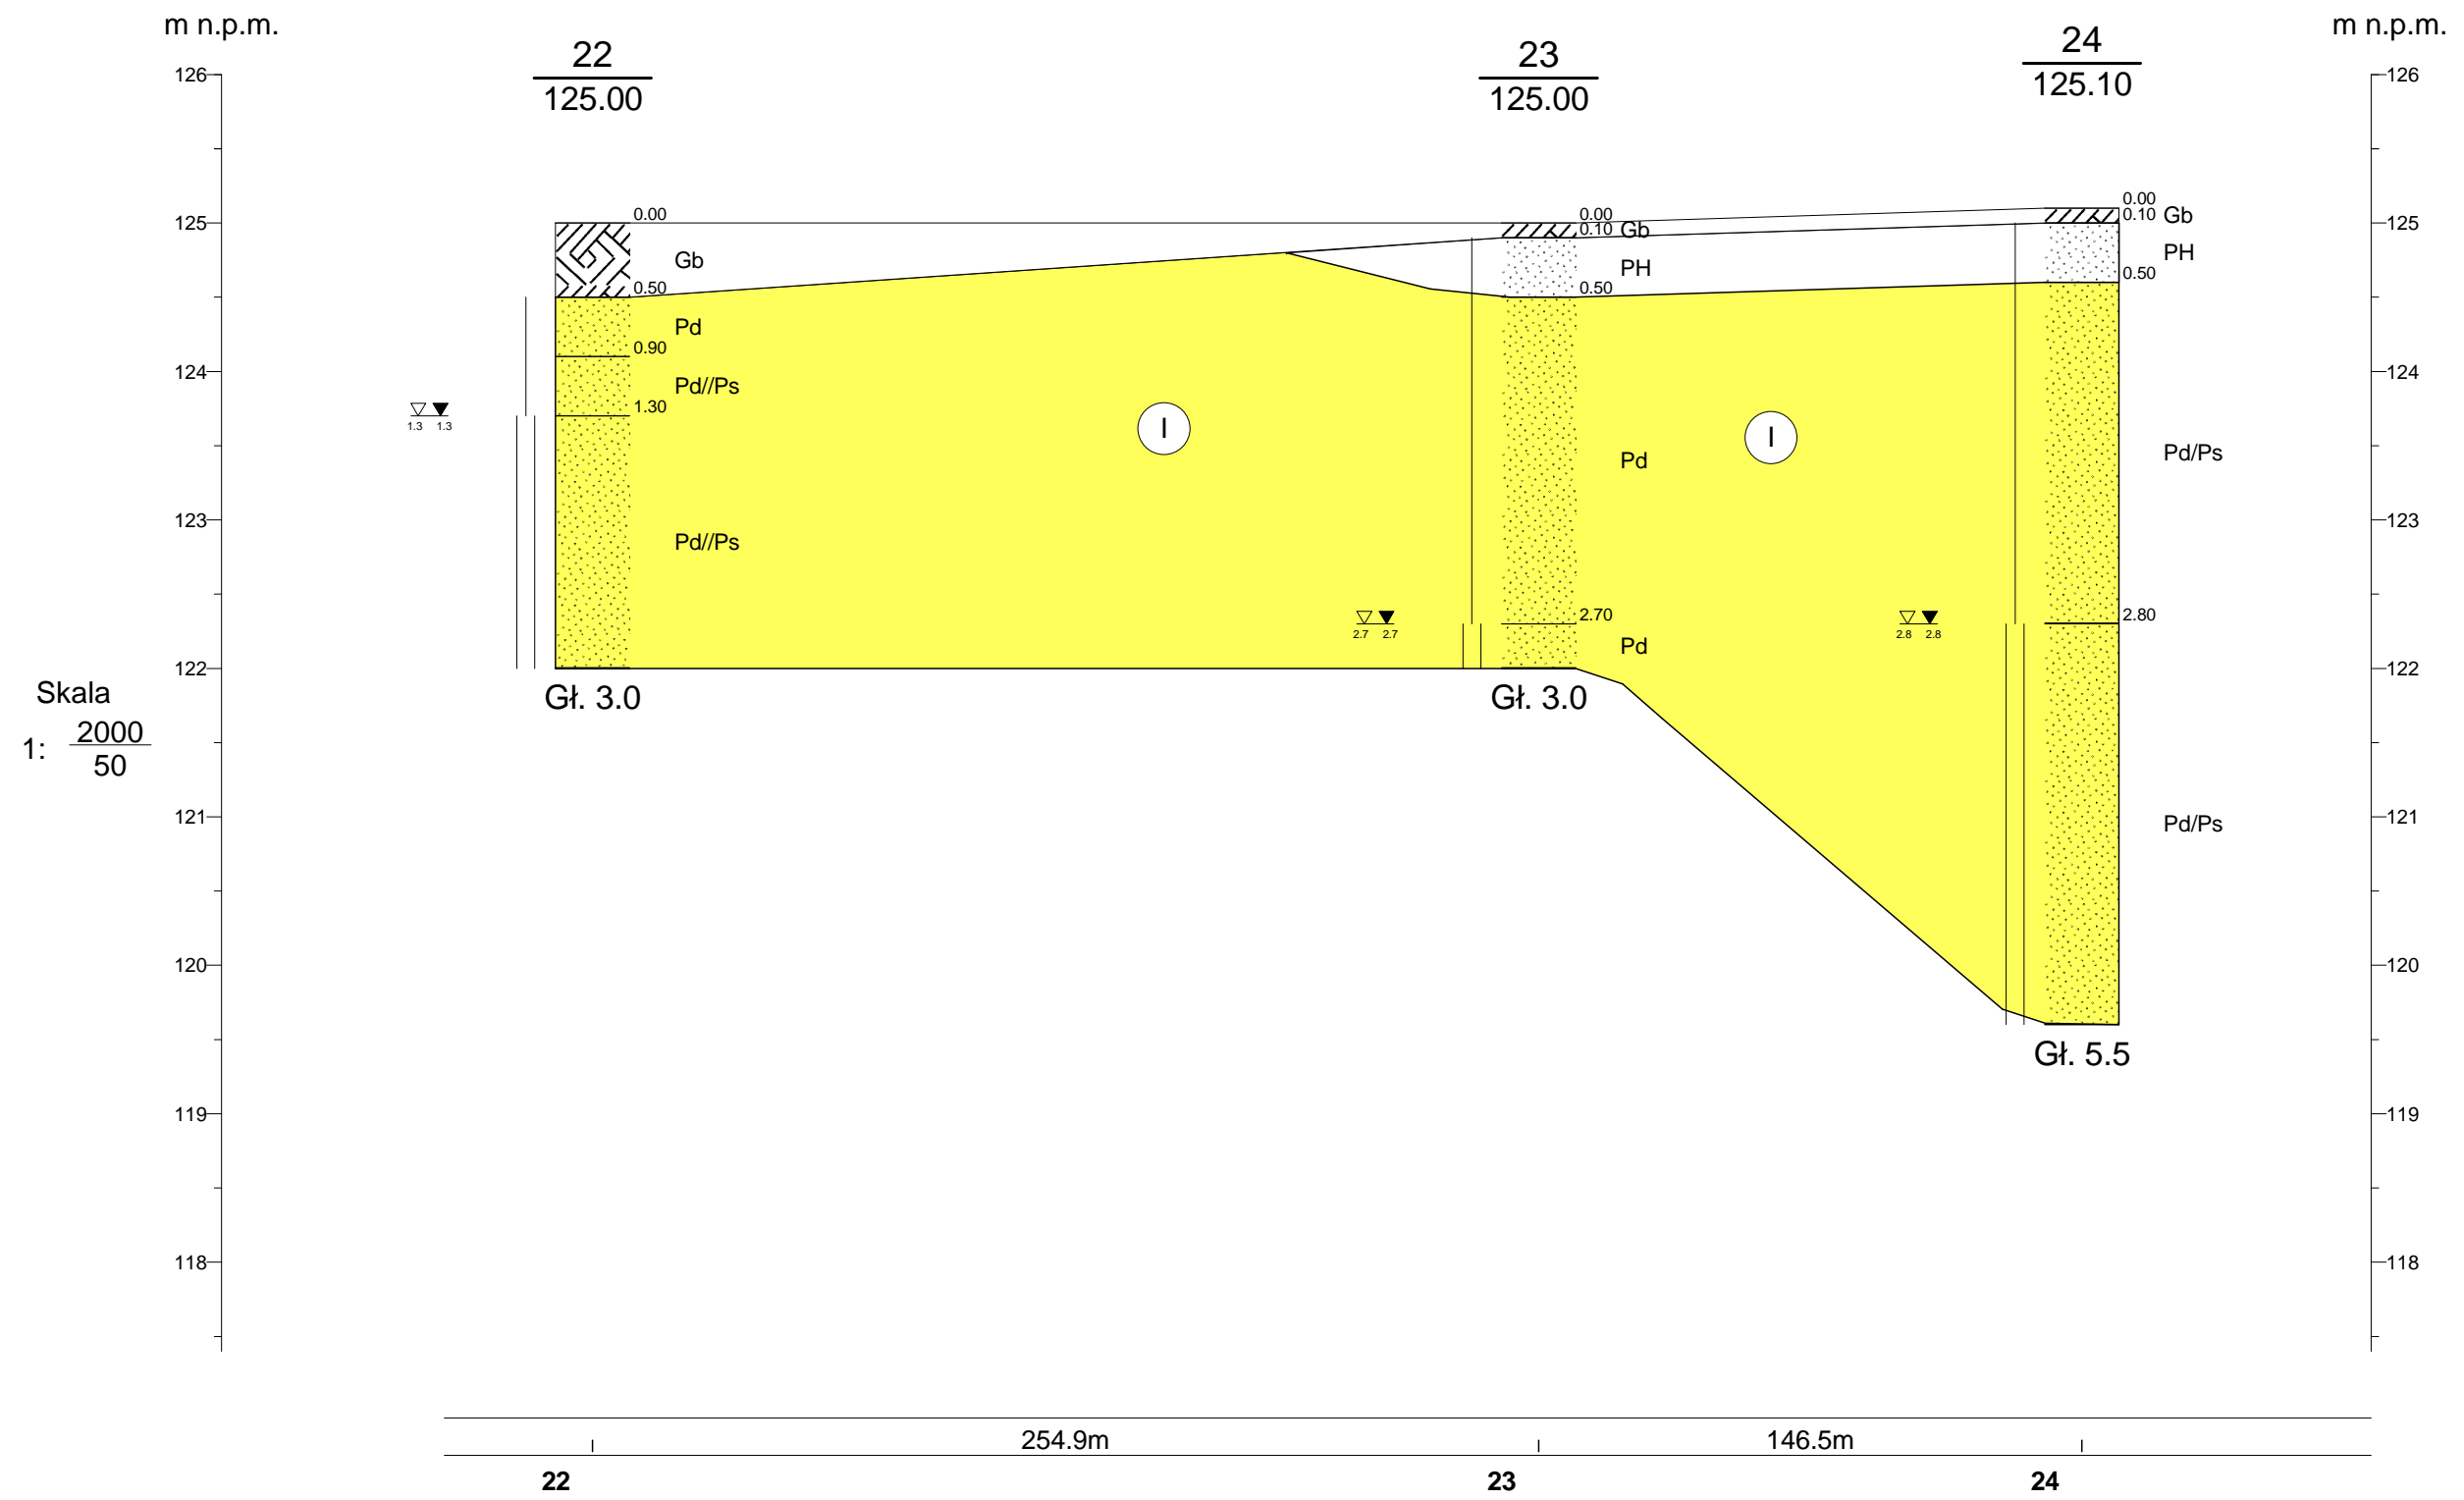 m n.p.m. m n.p.m.
22 23 24
125.00 125.00 125.10
126 126
0.00 0.00 0.00
125 0.10 Gb 0.10 Gb 125
Gb PH PH
0.50 0.50 0.50
Pd
0.90
124 124
Pd//Ps
1.30
1.3 1.3
I I
Pd Pd/Ps
123 123
Pd//Ps
2.70 2.80
2.7 2.7 2.8 2.8
Pd
122 122
Gł. 3.0 Gł. 3.0
Skala
1: 2000
50
121 Pd/Ps 121
120 120
Gł. 5.5
119 119
118 118
254.9m 146.5m
22 23 24